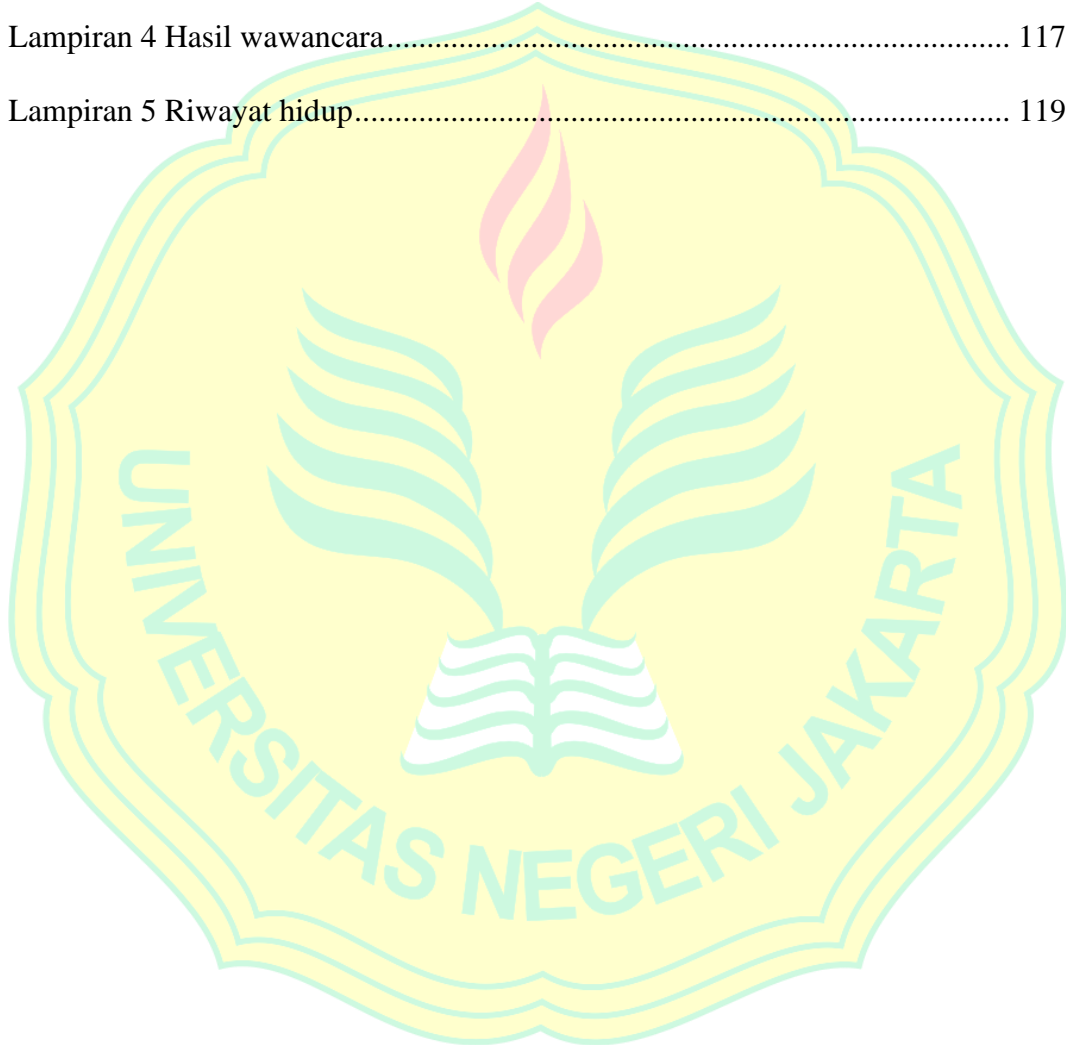 Lampiran 4 Hasil wawancara.............................................................................. 117
Lampiran 5 Riwayat hidup.................................................................................. 119
UNIVERSITAS NEGERI JAKARTA